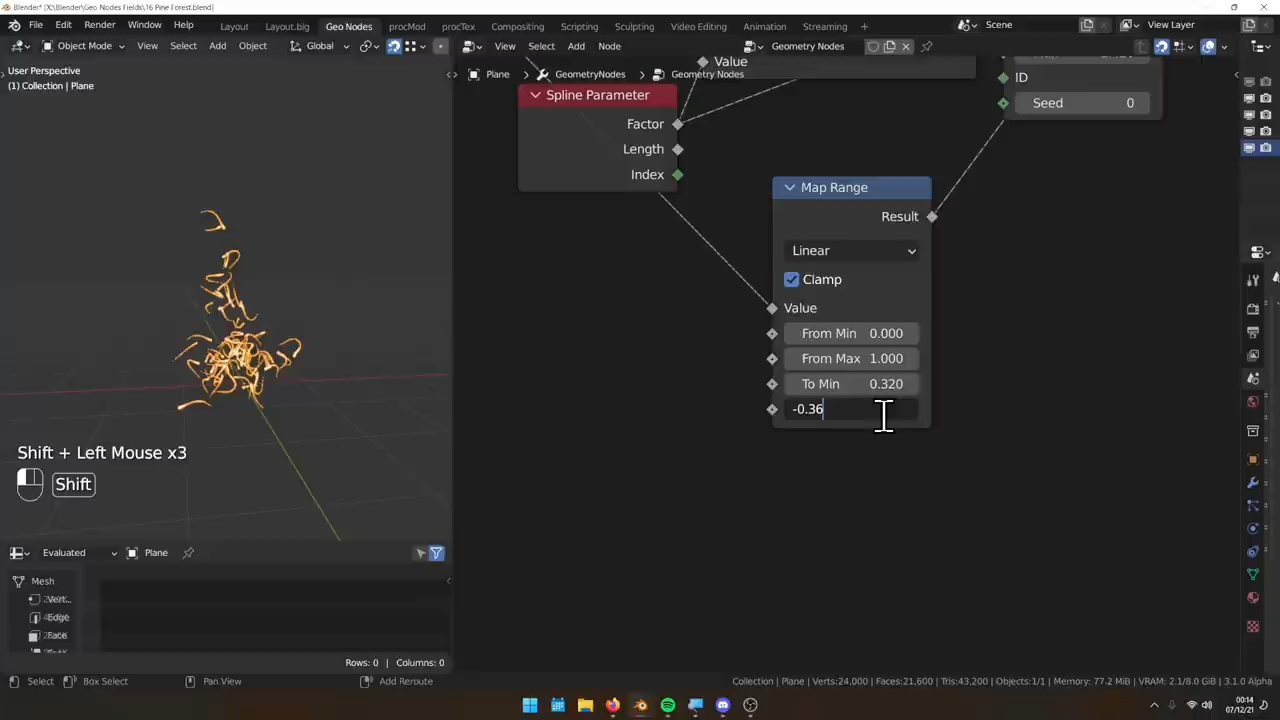 Blender* [X:\Blender\Geo Nodes Fields\16 Pine Forest.blend]
File Edit Render Window Help Layout Layout.blg Geo Nodes procMod procTex Compositing Scripting Sculpting Video Editing Animation Streaming + Scene View Layer
Object Mode View Select Add Object Global View Select Add Node Geometry Nodes
User Perspective
(1) Collection | Plane
Plane > GeometryNodes > Geometry Nodes
Value
Spline Parameter
Factor
Length
Index
ID
Seed 0
Map Range
Result
Linear
Clamp
Value
From Min 0.000
From Max 1.000
To Min 0.320
-0.36
Shift + Left Mouse x3
Shift
Evaluated Plane
Mesh
Vert..
Edge
Face
Rows: 0 | Columns: 0
Select Box Select Pan View Add Reroute Collection | Plane | Verts:24,000 | Faces:21,600 | Tris:43,200 | Objects:1/1 | Memory: 77.2 MiB | VRAM: 2.1/8.0 GiB | 3.1.0 Alpha
00:14
07/12/21